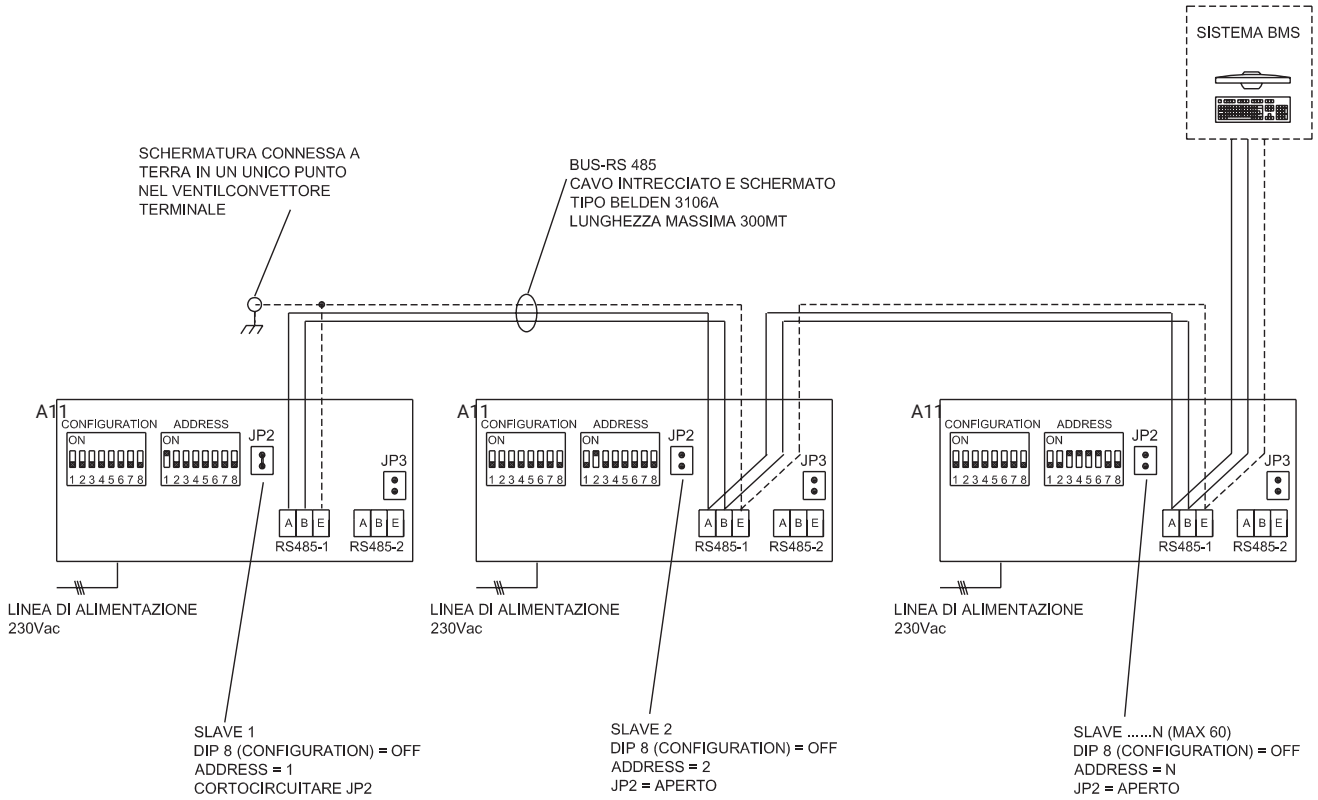 SISTEMA BMS
SCHERMATURA CONNESSA A
TERRA IN UN UNICO PUNTO
NEL VENTILCONVETTORE
TERMINALE
BUS-RS 485
CAVO INTRECCIATO E SCHERMATO
TIPO BELDEN 3106A
LUNGHEZZA MASSIMA 300MT
A11
CONFIGURATION ADDRESS
ON ON
JP2
1 2 3 4 5 6 7 8 1 2 3 4 5 6 7 8
JP3
A B E A B E
RS485-1 RS485-2
LINEA DI ALIMENTAZIONE
230Vac
A11
CONFIGURATION ADDRESS
ON ON
JP2
1 2 3 4 5 6 7 8 1 2 3 4 5 6 7 8
JP3
A B E A B E
RS485-1 RS485-2
LINEA DI ALIMENTAZIONE
230Vac
A11
CONFIGURATION ADDRESS
ON ON
JP2
1 2 3 4 5 6 7 8 1 2 3 4 5 6 7 8
JP3
A B E A B E
RS485-1 RS485-2
LINEA DI ALIMENTAZIONE
230Vac
SLAVE 1
DIP 8 (CONFIGURATION) = OFF
ADDRESS = 1
CORTOCIRCUITARE JP2
SLAVE 2
DIP 8 (CONFIGURATION) = OFF
ADDRESS = 2
JP2 = APERTO
SLAVE ......N (MAX 60)
DIP 8 (CONFIGURATION) = OFF
ADDRESS = N
JP2 = APERTO